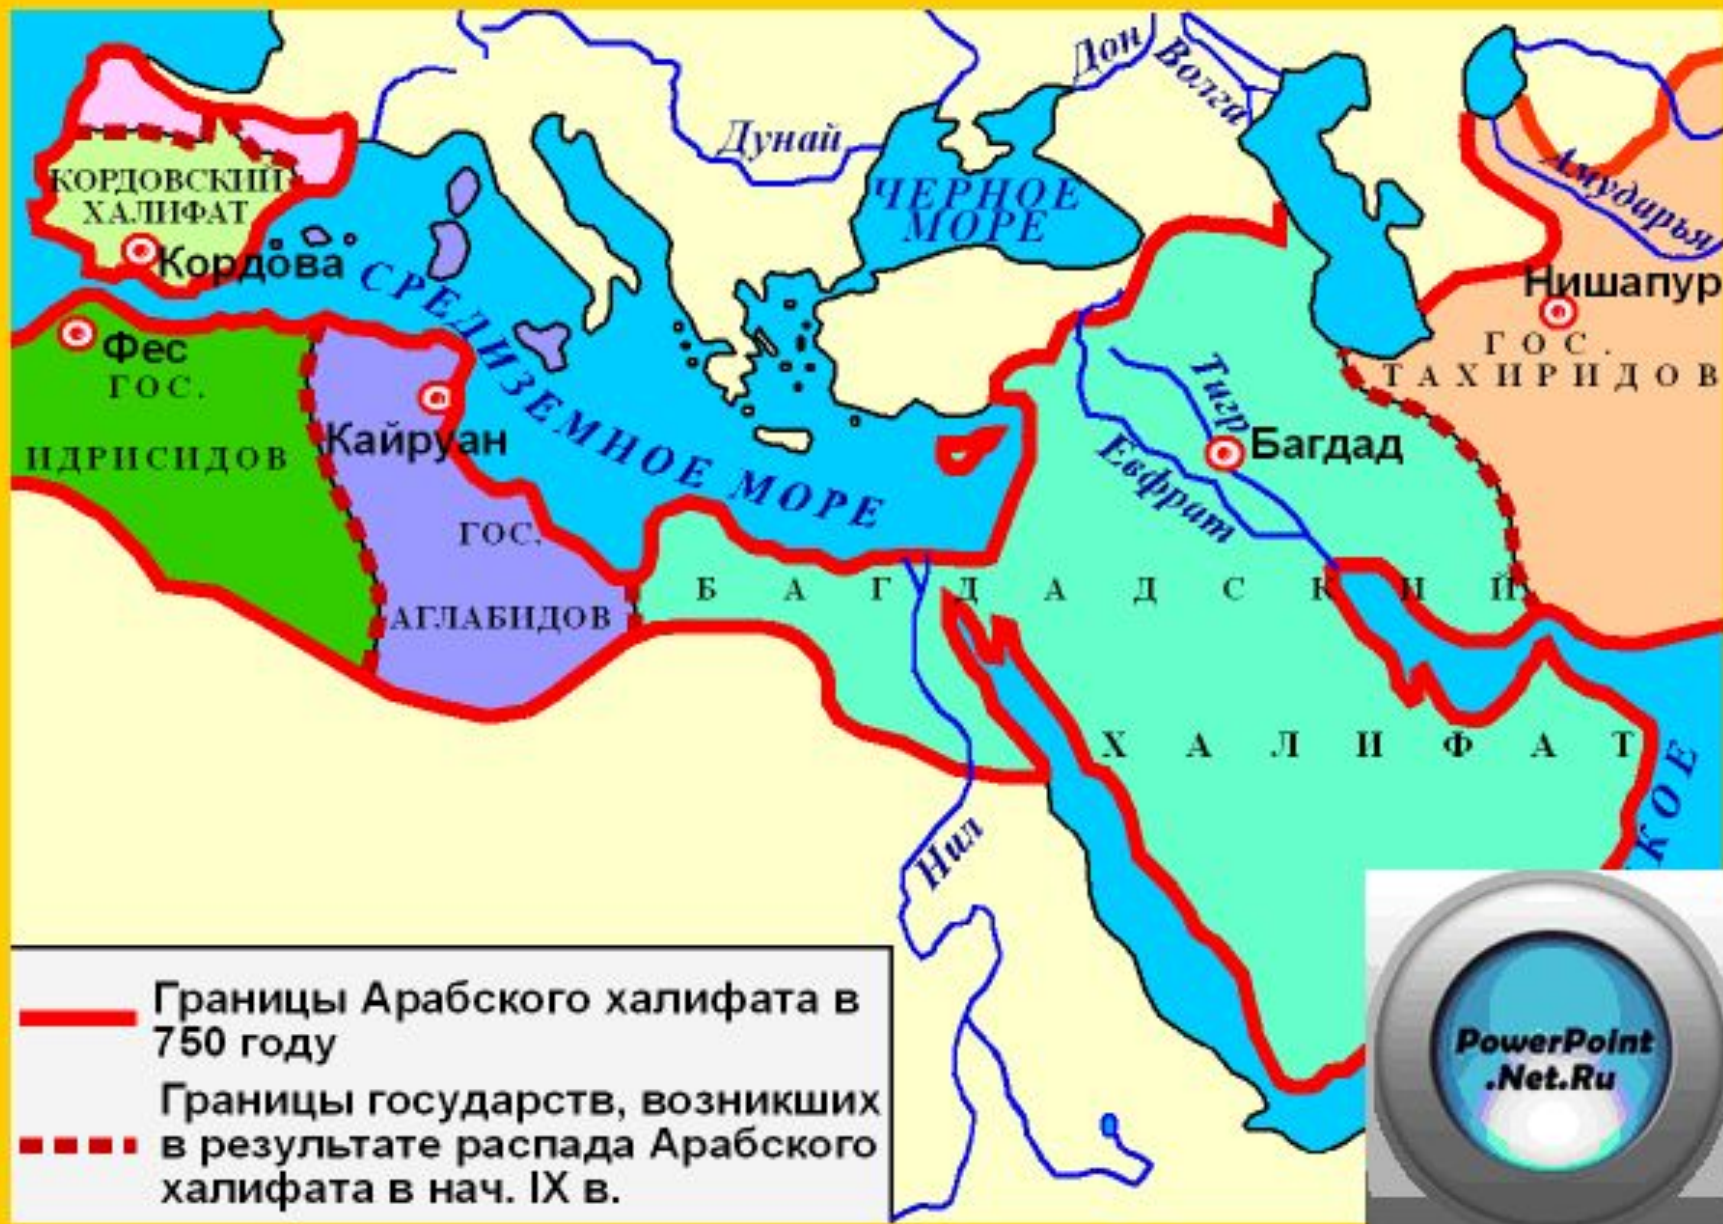 Дон
Волга
Дунай
ЧЕРНОЕ
МОРЕ
Амударья
КОРДОВСКИЙ
ХАЛИФАТ
Кордова
СРЕДИЗЕМНОЕ МОРЕ
Нишапур
ГОС.
ТАХИРИДОВ
Фес
ГОС.
ИДРИСИДОВ
Кайруан
ГОС.
АГЛАБИДОВ
Тигр
Евфрат
Багдад
БАГДАДСКИЙ
ХАЛИФАТ
Нил
КОЕ
Границы Арабского халифата в
750 году
Границы государств, возникших
в результате распада Арабского
халифата в нач. IX в.
PowerPoint
.Net.Ru